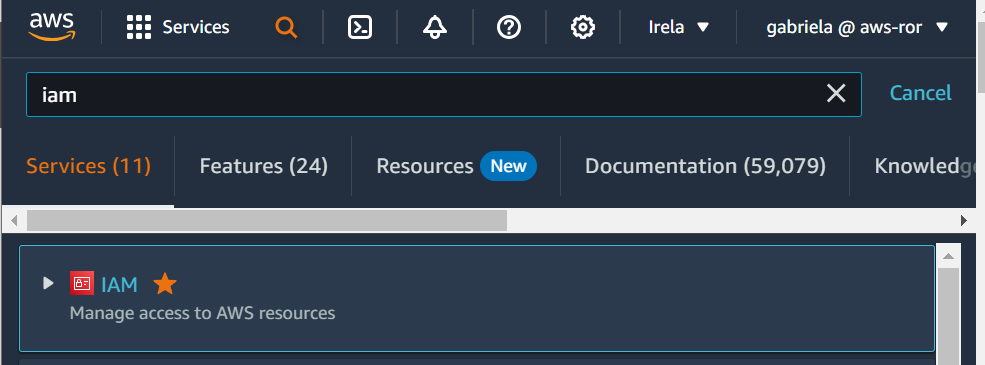 aws Services Irela gabriela @ aws-ror
iam Cancel
Services (11) Features (24) Resources New Documentation (59,079) Knowledge
IAM
Manage access to AWS resources